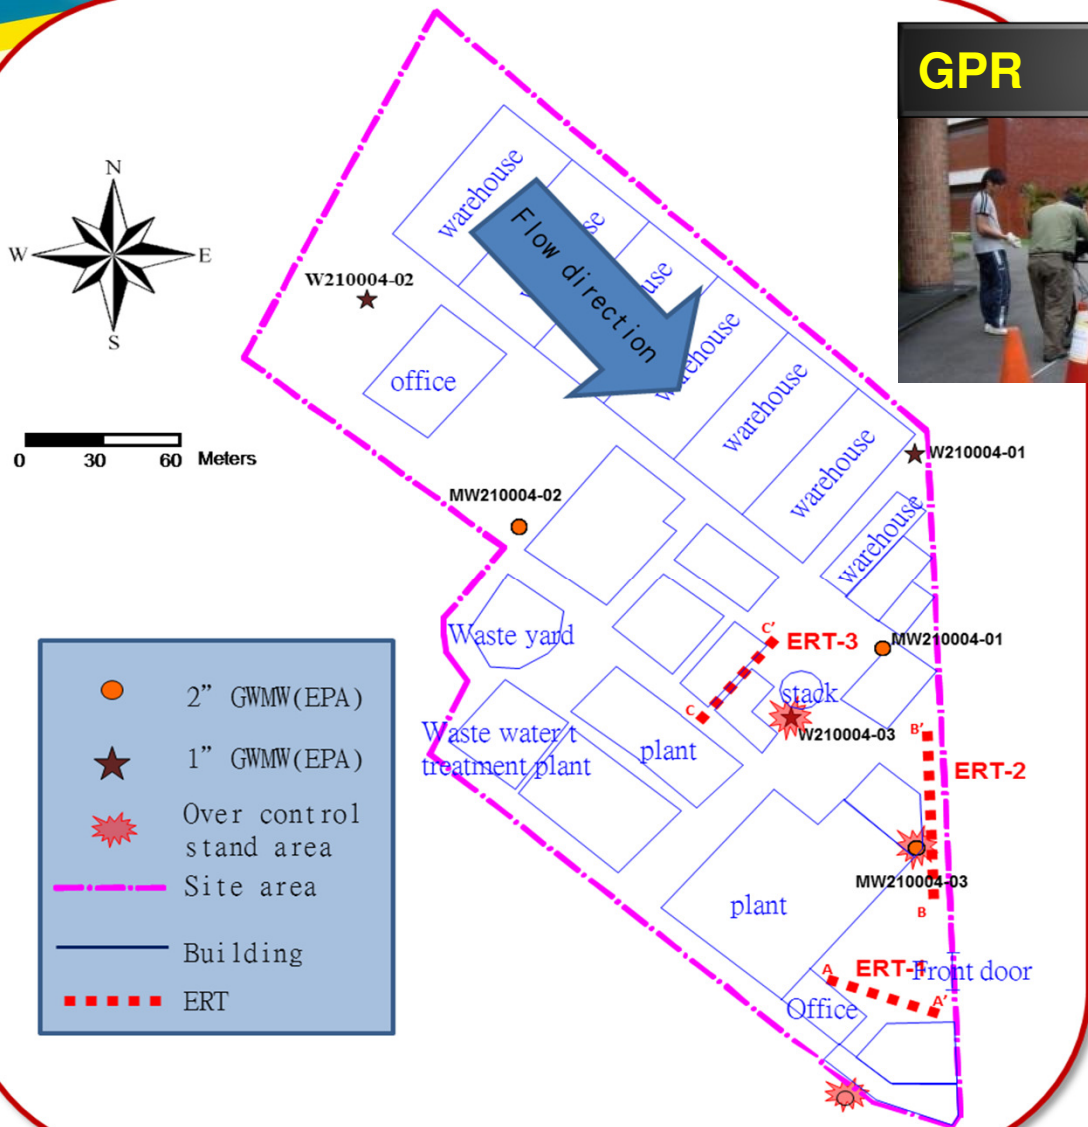 GPR
N
W
E
S
0 30 60 Meters
warehouse
use
use
warehouse
warehouse
warehouse
warehouse
Flow direction
W210004-02
office
W210004-01
MW210004-02
Waste yard
C'
ERT-3
MW210004-01
stack
C
W210004-03
B'
Waste water t
treatment plant
plant
ERT-2
MW210004-03
plant
B
A
ERT-1
Front door
A'
Office
2” GWMW(EPA)
1” GWMW(EPA)
Over control
stand area
Site area
Building
ERT